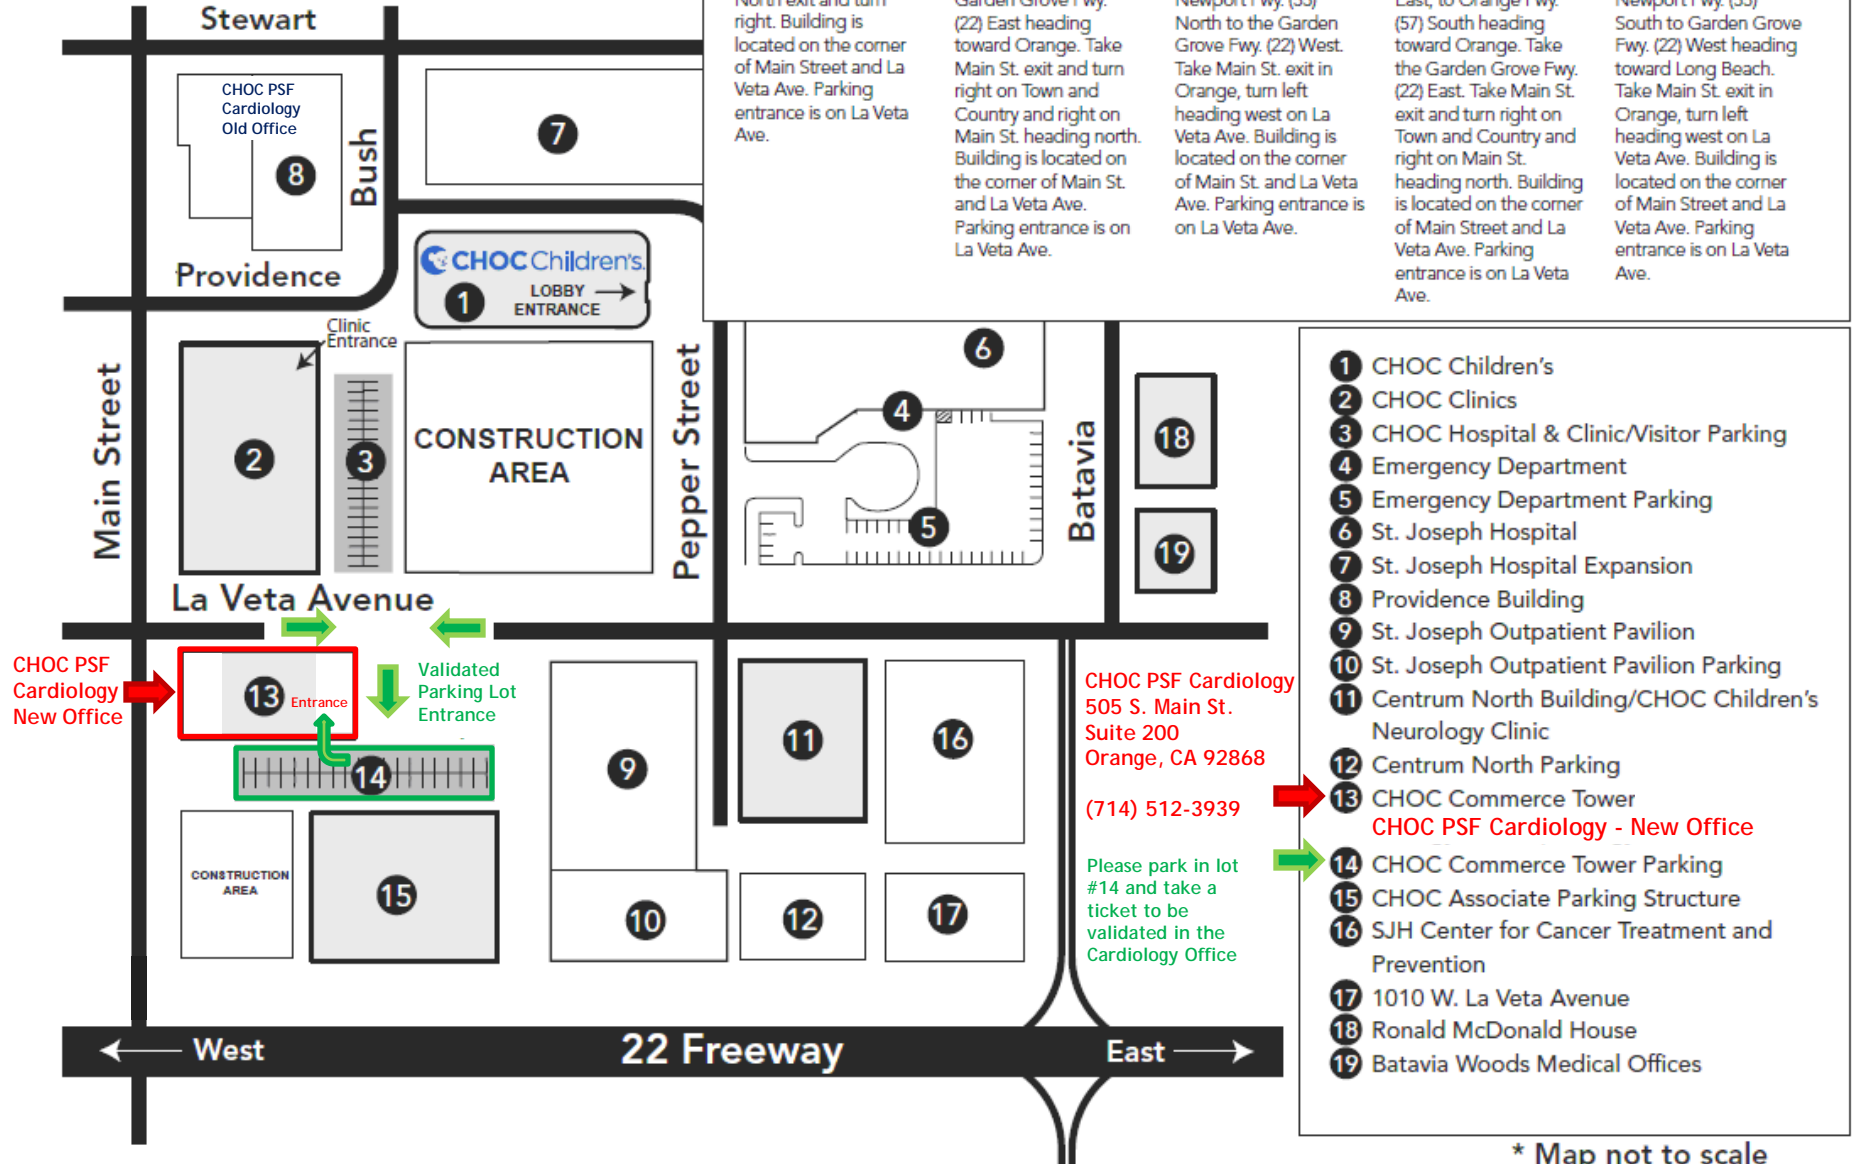 North exit and turn
right. Building is
located on the corner
of Main Street and La
Veta Ave. Parking
entrance is on La Veta
Ave.
Garden Grove Fwy.
(22) East heading
toward Orange. Take
Main St. exit and turn
right on Town and
Country and right on
Main St. heading north.
Building is located on
the corner of Main St.
and La Veta Ave.
Parking entrance is on
La Veta Ave.
Newport Fwy. (55)
North to the Garden
Grove Fwy. (22) West.
Take Main St. exit in
Orange, turn left
heading west on La
Veta Ave. Building is
located on the corner
of Main St. and La Veta
Ave. Parking entrance is
on La Veta Ave.
East, to Orange Fwy.
(57) South heading
toward Orange. Take
the Garden Grove Fwy.
(22) East. Take Main St.
exit and turn right on
Town and Country and
right on Main St.
heading north. Building
is located on the corner
of Main Street and La
Veta Ave. Parking
entrance is on La Veta
Ave.
Newport Fwy. (55)
South to Garden Grove
Fwy. (22) West heading
toward Long Beach.
Take Main St. exit in
Orange, turn left
heading west on La
Veta Ave. Building is
located on the corner
of Main Street and La
Veta Ave. Parking
entrance is on La Veta
Ave.
Stewart
CHOC PSF
Cardiology
Old Office
8
Bush
7
Providence
CHOC Children's.
1
LOBBY
ENTRANCE
Clinic
Entrance
Main Street
2
3
CONSTRUCTION
AREA
Pepper Street
6
4
5
Batavia
18
19
La Veta Avenue
CHOC PSF
Cardiology
New Office
13
Entrance
Validated
Parking Lot
Entrance
14
9
11
16
CONSTRUCTION
AREA
15
10
12
17
CHOC PSF Cardiology
505 S. Main St.
Suite 200
Orange, CA 92868
(714) 512-3939
Please park in lot
#14 and take a
ticket to be
validated in the
Cardiology Office
West
22 Freeway
East
1 CHOC Children's
2 CHOC Clinics
3 CHOC Hospital & Clinic/Visitor Parking
4 Emergency Department
5 Emergency Department Parking
6 St. Joseph Hospital
7 St. Joseph Hospital Expansion
8 Providence Building
9 St. Joseph Outpatient Pavilion
10 St. Joseph Outpatient Pavilion Parking
11 Centrum North Building/CHOC Children's
Neurology Clinic
12 Centrum North Parking
13 CHOC Commerce Tower
CHOC PSF Cardiology - New Office
14 CHOC Commerce Tower Parking
15 CHOC Associate Parking Structure
16 SJH Center for Cancer Treatment and
Prevention
17 1010 W. La Veta Avenue
18 Ronald McDonald House
19 Batavia Woods Medical Offices
* Map not to scale